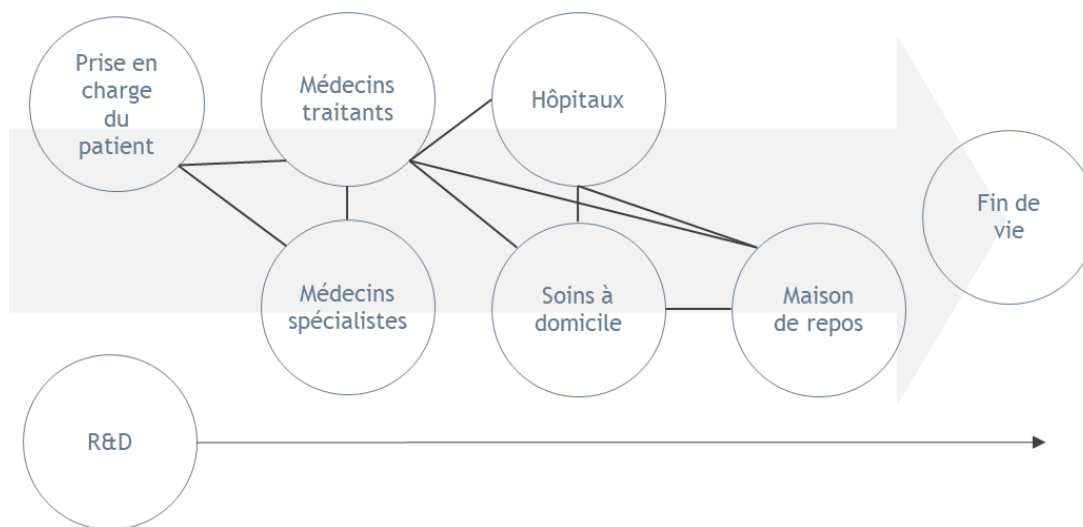 Prise en
charge
du
patient
Médecins
traitants
Hôpitaux
Médecins
spécialistes
Soins à
domicile
Maison
de repos
Fin de
vie
R&D